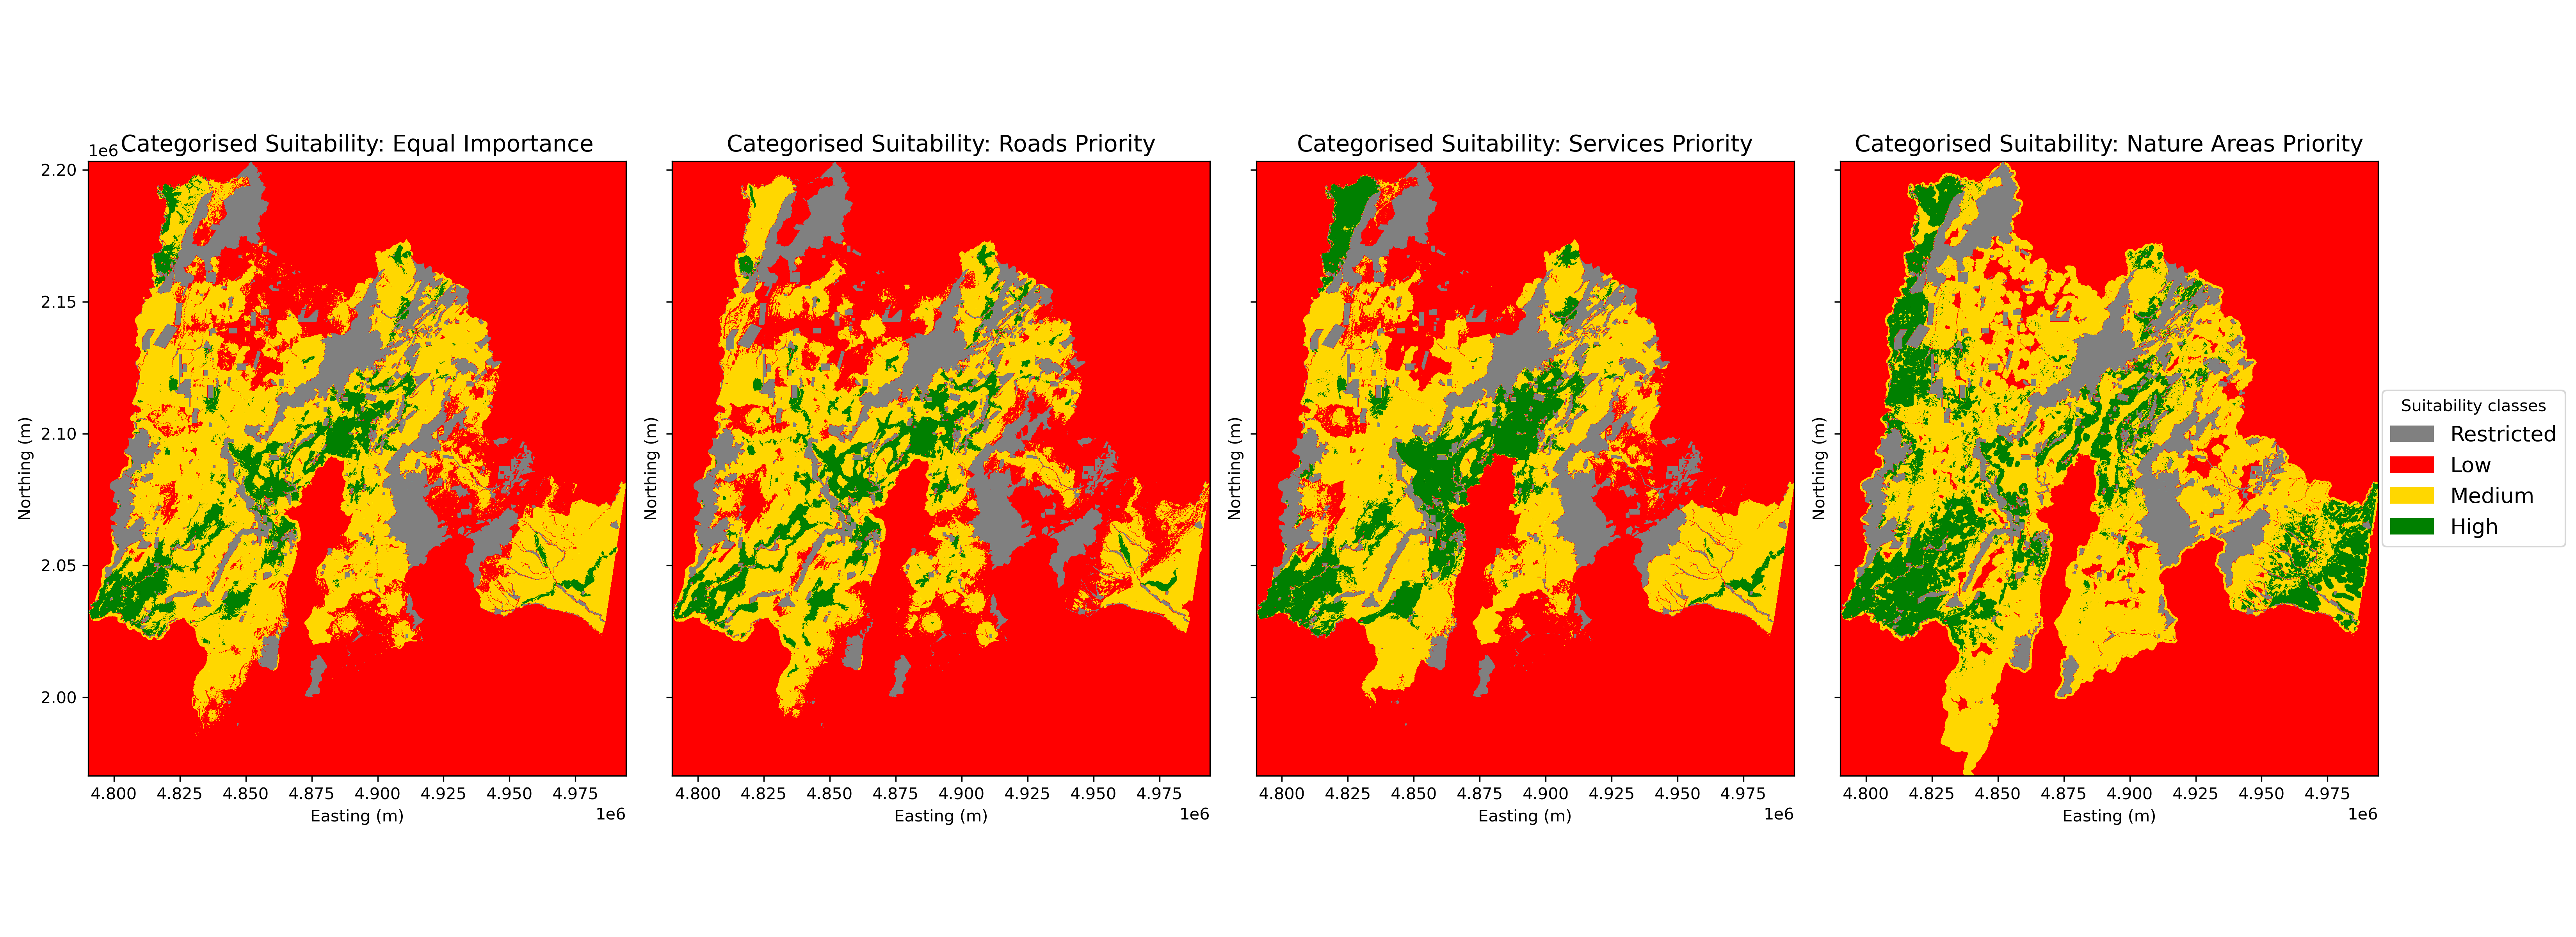 Categorised Suitability: Equal Importance
Categorised Suitability: Roads Priority
Categorised Suitability: Services Priority
Categorised Suitability: Nature Areas Priority
1e6
2.20
2.15
2.10
2.05
2.00
Northing (m)
Northing (m)
Northing (m)
Northing (m)
Suitability classes
Restricted
Low
Medium
High
4.800 4.825 4.850 4.875 4.900 4.925 4.950 4.975
4.800 4.825 4.850 4.875 4.900 4.925 4.950 4.975
4.800 4.825 4.850 4.875 4.900 4.925 4.950 4.975
4.800 4.825 4.850 4.875 4.900 4.925 4.950 4.975
Easting (m) 1e6
Easting (m) 1e6
Easting (m) 1e6
Easting (m) 1e6